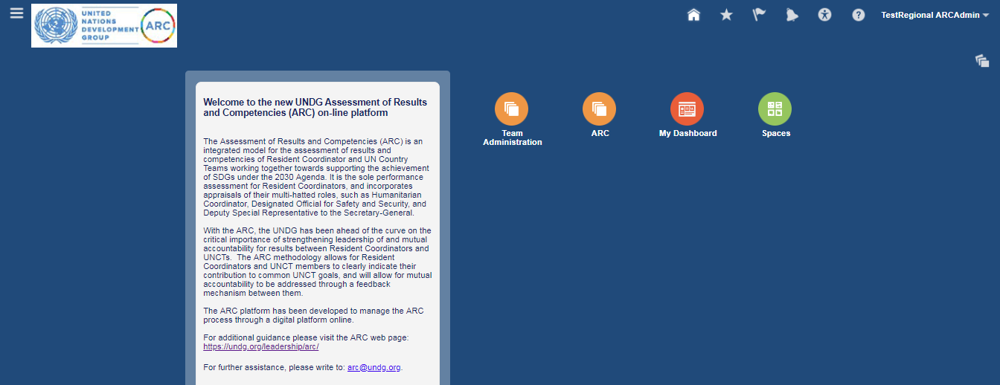 UNITED
NATIONS
DEVELOPMENT
GROUP
ARC
TestRegional ARCAdmin
Welcome to the new UNDG Assessment of Results
and Competencies (ARC) on-line platform
The Assessment of Results and Competencies (ARC) is an
integrated model for the assessment of results and
competencies of Resident Coordinator and UN Country
Teams working together towards supporting the achievement
of SDGs under the 2030 Agenda. It is the sole performance
assessment for Resident Coordinators, and incorporates
appraisals of their multi-hatted roles, such as Humanitarian
Coordinator, Designated Official for Safety and Security, and
Deputy Special Representative to the Secretary-General.
With the ARC, the UNDG has been ahead of the curve on the
critical importance of strengthening leadership of and mutual
accountability for results between Resident Coordinators and
UNCTs. The ARC methodology allows for Resident
Coordinators and UNCT members to clearly indicate their
contribution to common UNCT goals, and will allow for mutual
accountability to be addressed through a feedback
mechanism between them.
The ARC platform has been developed to manage the ARC
process through a digital platform online.
For additional guidance please visit the ARC web page:
https://undg.org/leadership/arc/
For further assistance, please write to: arc@undg.org.
Team
Administration
ARC
My Dashboard
Spaces